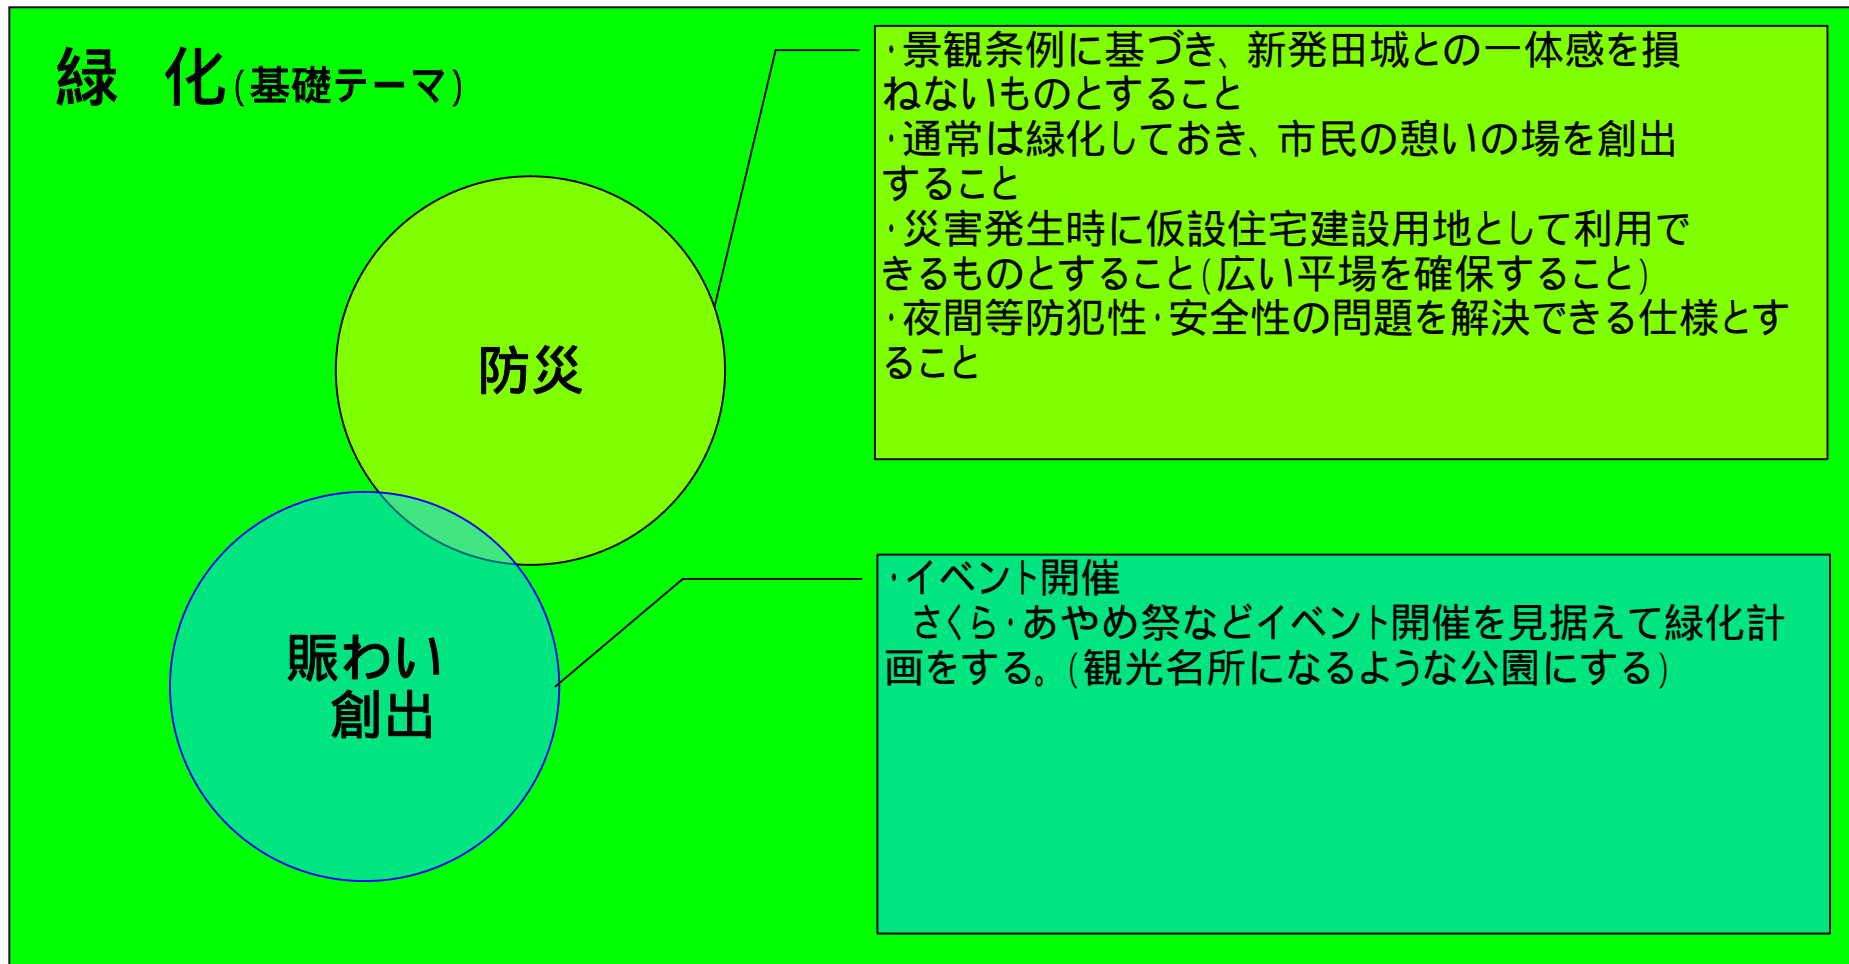 緑　化(基礎テーマ)
・景観条例に基づき、新発田城との一体感を損
ねないものとすること
・通常は緑化しておき、市民の憩いの場を創出
すること
・災害発生時に仮設住宅建設用地として利用で
きるものとすること(広い平場を確保すること)
・夜間等防犯性・安全性の問題を解決できる仕様とす
ること
防災
・イベント開催
　さくら・あやめ祭などイベント開催を見据えて緑化計
画をする。(観光名所になるような公園にする)
賑わい
創出